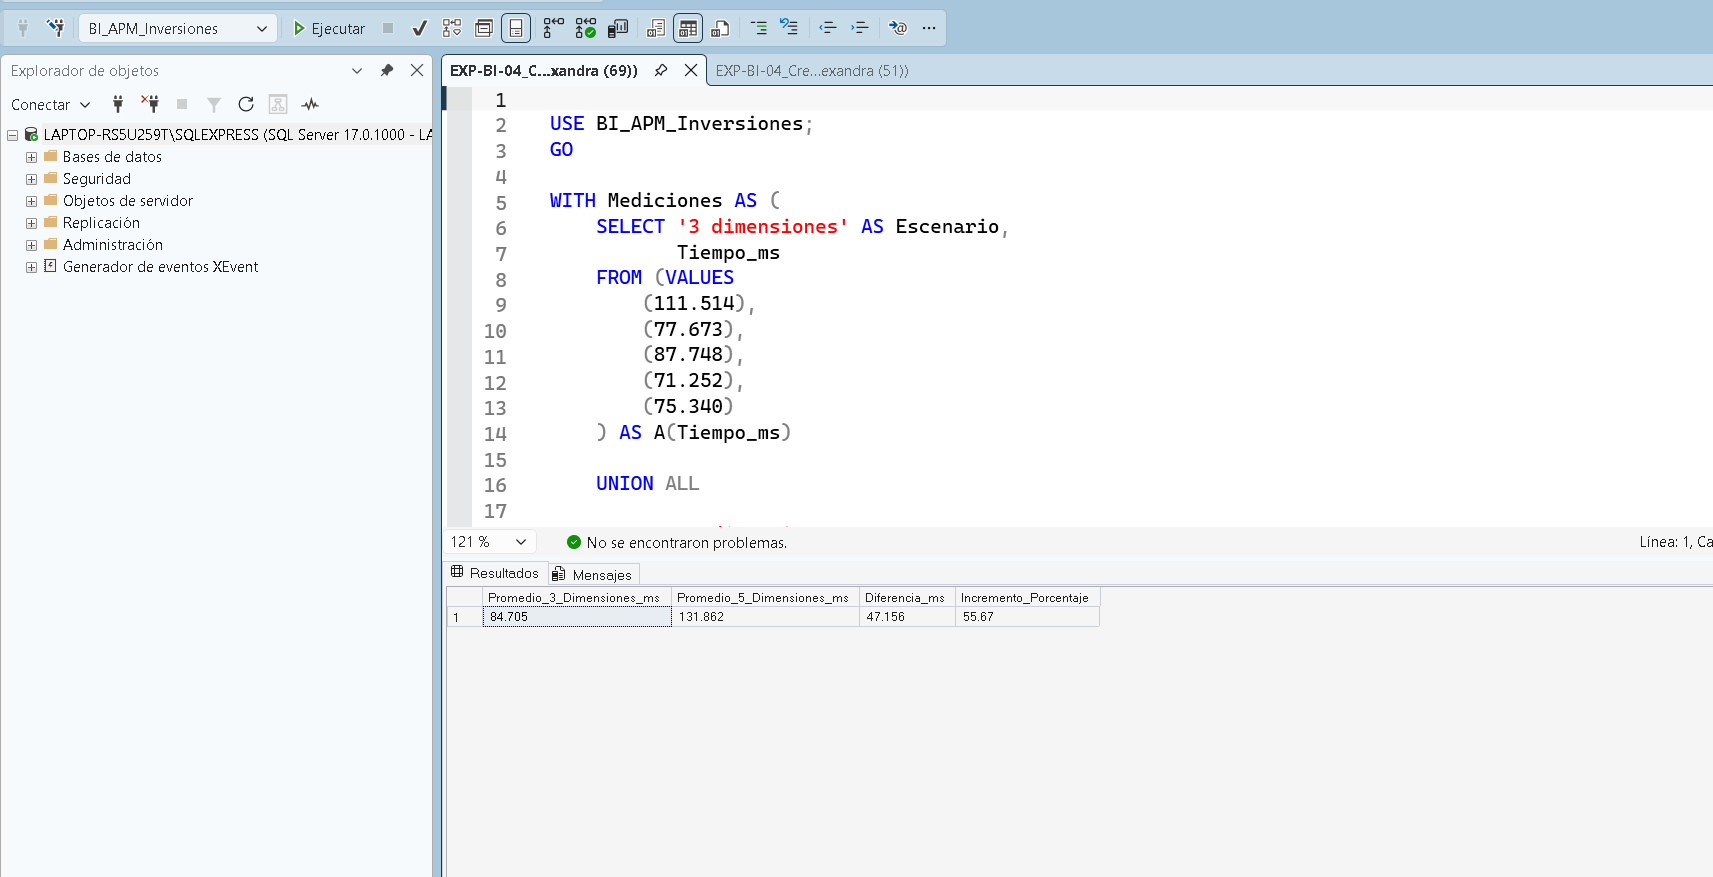 BI_APM_Inversiones
Ejecutar
Explorador de objetos
Conectar
LAPTOP-RS5U259T\SQLEXPRESS (SQL Server 17.0.1000 - LA
Bases de datos
Seguridad
Objetos de servidor
Replicación
Administración
Generador de eventos XEvent
EXP-BI-04_C...xandra (69))
EXP-BI-04_Cre...exandra (51))
1
2 USE BI_APM_Inversiones;
3 GO
4
5 WITH Mediciones AS (
6 SELECT '3 dimensiones' AS Escenario,
7 Tiempo_ms
8 FROM (VALUES
9 (111.514),
10 (77.673),
11 (87.748),
12 (71.252),
13 (75.340)
14 ) AS A(Tiempo_ms)
15
16 UNION ALL
17
121 %
No se encontraron problemas.
Línea: 1, Ca
Resultados
Mensajes
Promedio_3_Dimensiones_ms Promedio_5_Dimensiones_ms Diferencia_ms Incremento_Porcentaje
1 84.705 131.862 47.156 55.67